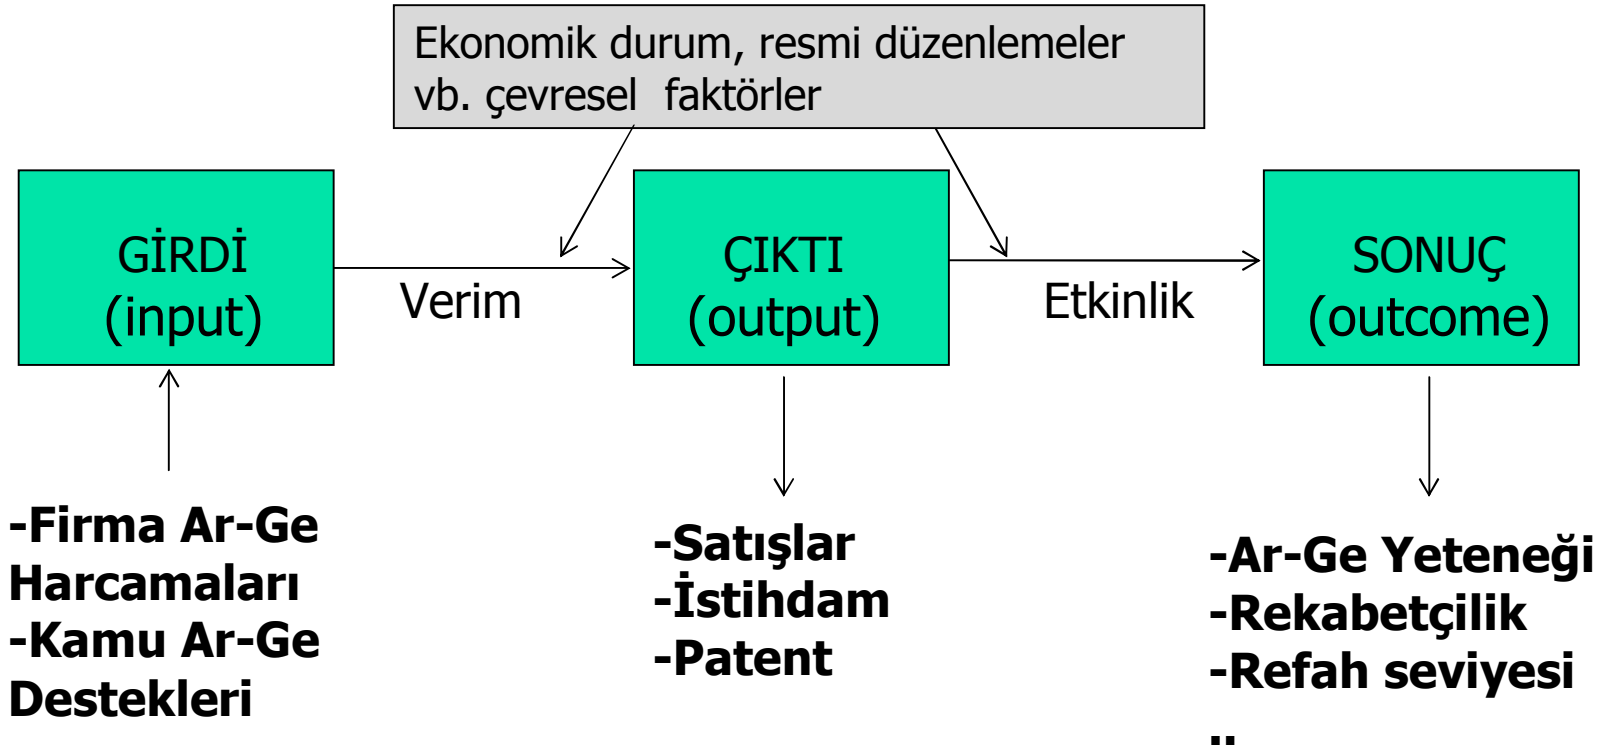 Ekonomik durum, resmi düzenlemeler
vb. çevresel faktörler
GİRDİ
(input)
Verim
ÇIKTI
(output)
Etkinlik
SONUÇ
(outcome)
-Firma Ar-Ge
Harcamaları
-Kamu Ar-Ge
Destekleri
-Satışlar
-İstihdam
-Patent
-Ar-Ge Yeteneği
-Rekabetçilik
-Refah seviyesi
..